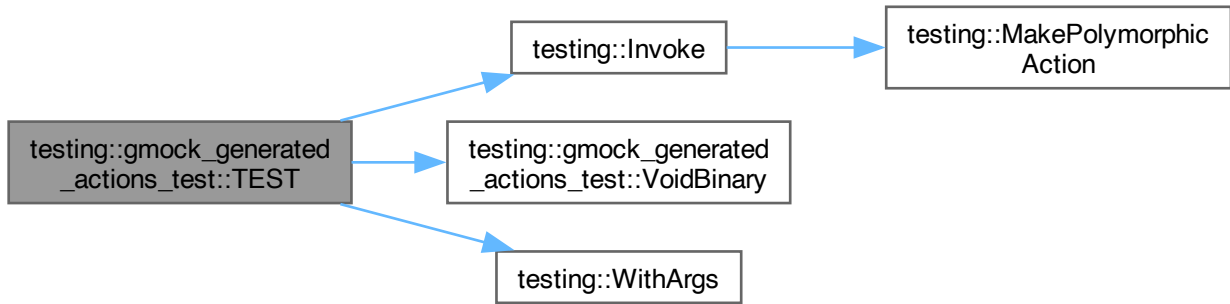 testing::Invoke
testing::MakePolymorphic
Action
testing::gmock_generated
_actions_test::TEST
testing::gmock_generated
_actions_test::VoidBinary
testing::WithArgs